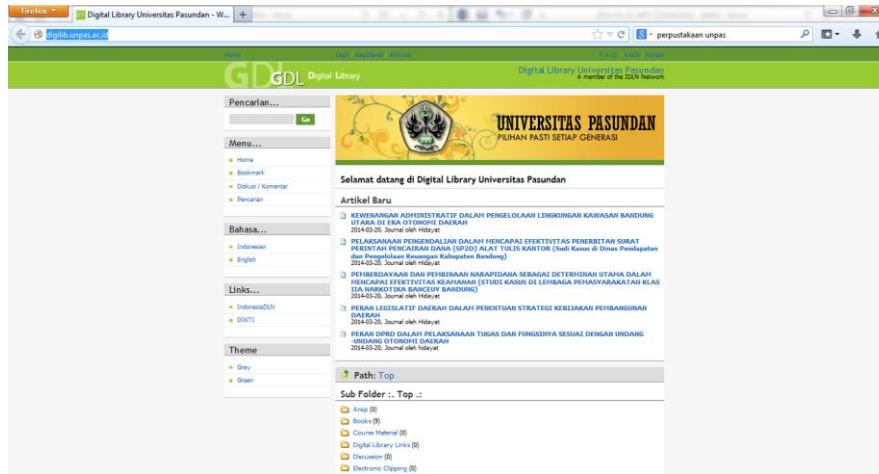 Firefox
Digital Library Universitas Pasundan - W...
digilib.unpas.ac.id
perpustakaan unpas
Home
GDL Digital Library
Digital Library Universitas Pasundan
A member of the IDLN Network
Pencarian...
Go
Menu...
Home
Bookmark
Diskusi / Komentar
Pencarian
Bahasa...
Indonesian
English
Links...
IndonesiaDLN
DIKTI
Theme
Grey
Green
UNIVERSITAS PASUNDAN
PILIHAN PASTI SETIAP GENERASI
Selamat datang di Digital Library Universitas Pasundan
Artikel Baru
KEWENANGAN ADMINISTRATIF DALAM PENGELOLAAN LINGKUNGAN KAWASAN BANDUNG
UTARA DI ERA OTONOMI DAERAH
2014-03-20, Journal oleh Hidayat
PELAKSANAAN PENGENDALIAN DALAM MENCAPAI EFEKTIVITAS PENERBITAN SURAT
PERINTAH PENCAIRAN DANA (SP2D) ALAT TULIS KANTOR (Sudi Kasus di Dinas Pendapatan
dan Pengelolaan Keuangan Kabupaten Bandung)
2014-03-20, Journal oleh Hidayat
PEMBERDAYAAN DAN PEMBINAAN NARAPIDANA SEBAGAI DETERMINAN UTAMA DALAM
MENCAPAI EFEKTIVITAS KEAMANAN (STUDI KASUS DI LEMBAGA PEMASYARAKATAN KLAS
IIA NARKOTIKA BANCEUY BANDUNG)
2014-03-20, Journal oleh Hidayat
PERAN LEGISLATIF DAERAH DALAM PENENTUAN STRATEGI KEBIJAKAN PEMBANGUNAN
DAERAH
2014-03-20, Journal oleh Hidayat
PERAN DPRD DALAM PELAKSANAAN TUGAS DAN FUNGSINYA SESUAI DENGAN UNDANG
-UNDANG OTONOMI DAERAH
2014-03-20, Journal oleh hidayat
Path: Top
Sub Folder :. Top .:
Arsip (0)
Books (9)
Course Material (0)
Digital Library Links (0)
Discussion (0)
Electronic Clipping (0)